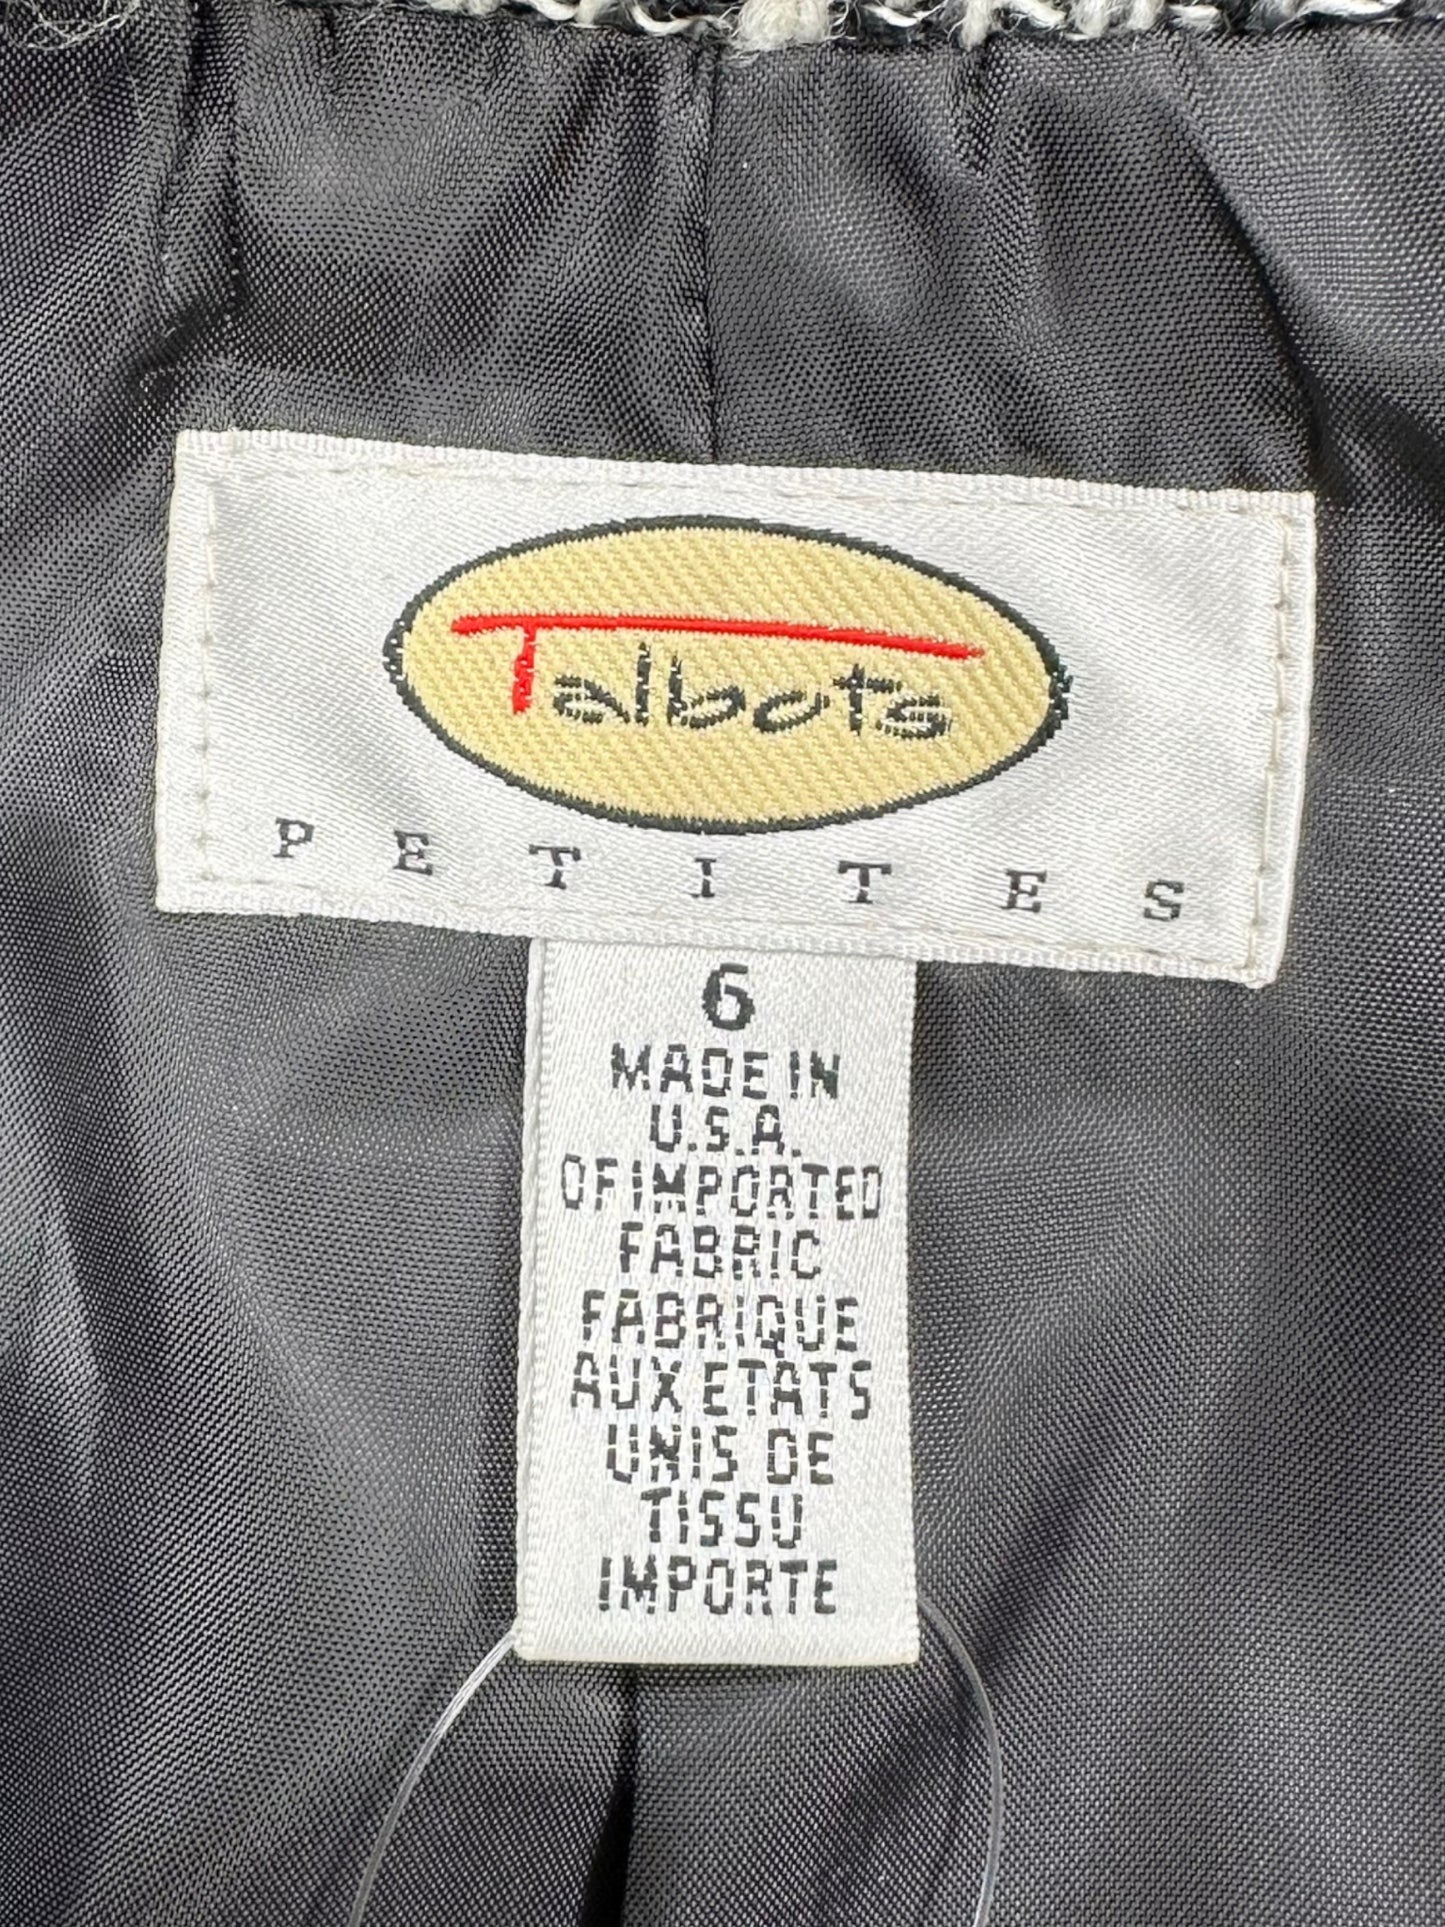 Talbots
PETITES
6
MADE IN
U.S.A.
OF IMPORTED
FABRIC
FABRIQUE
AUX ETATS
UNIS DE
TISSU
IMPORTE